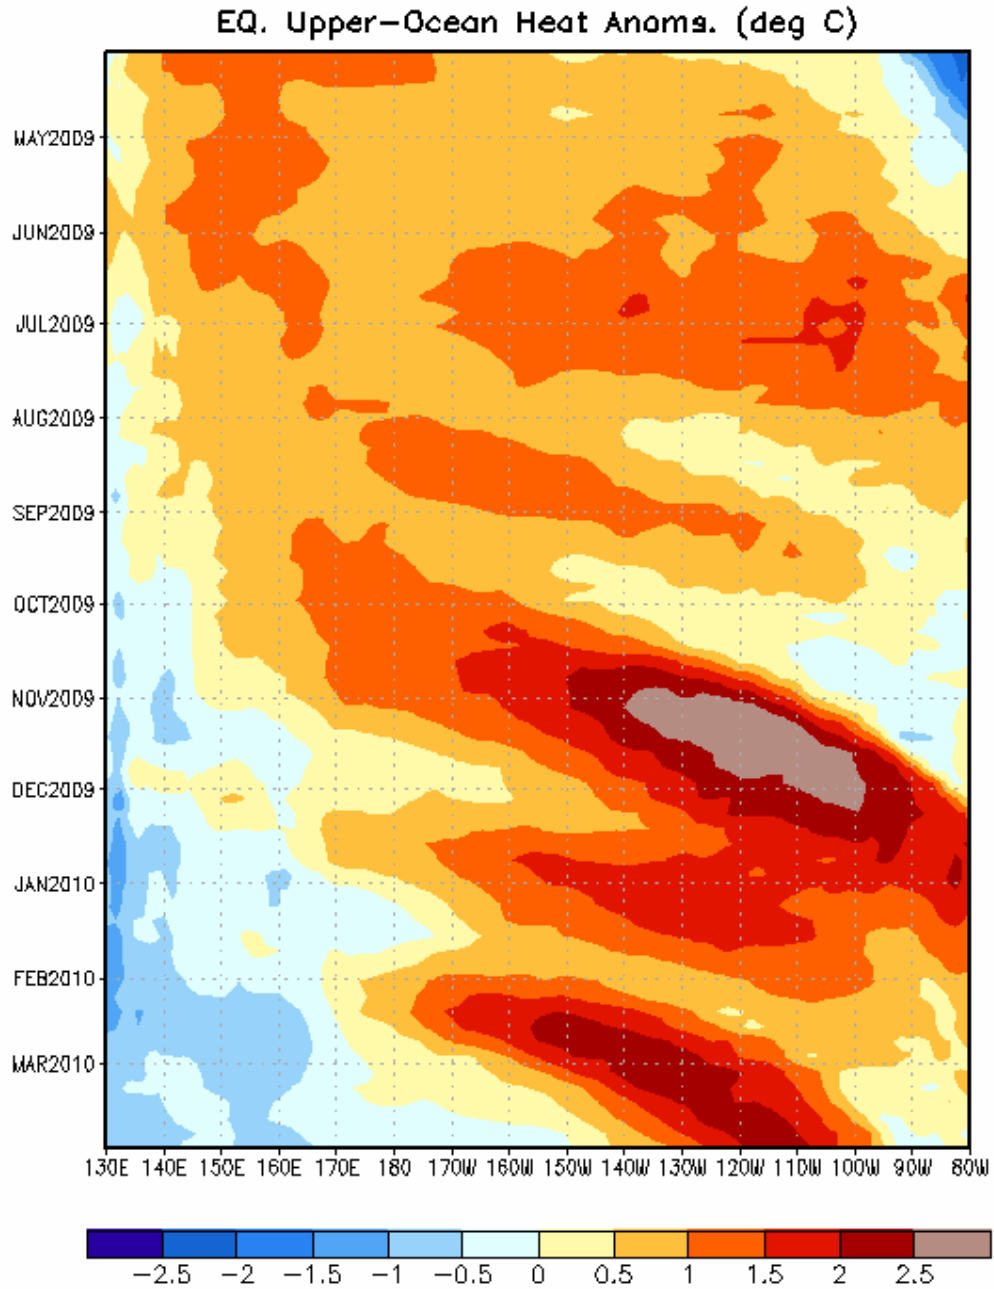 EQ. Upper-Ocean Heat Anoms. (deg C)
MAY2009
JUN2009
JUL2009
AUG2009
SEP2009
OCT2009
NOV2009
DEC2009
JAN2010
FEB2010
MAR2010
130E 140E 150E 160E 170E 180 170W 160W 150W 140W 130W 120W 110W 100W 90W 80W
-2.5 -2 -1.5 -1 -0.5 0 0.5 1 1.5 2 2.5